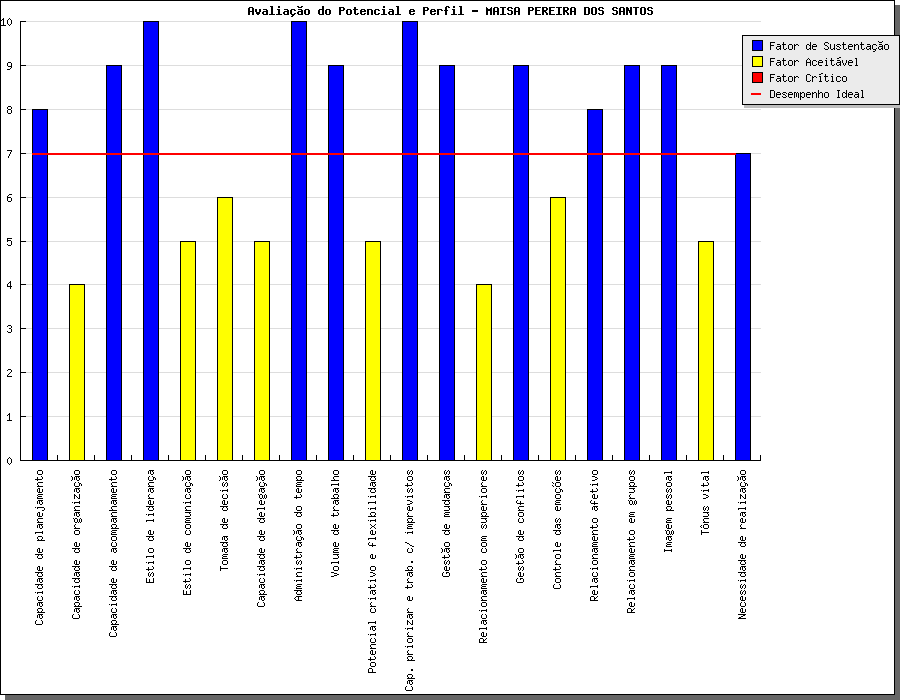 Avaliação do Potencial e Perfil - MAISA PEREIRA DOS SANTOS
Fator de Sustentação
Fator Aceitável
Fator Crítico
Desempenho Ideal
10
9
8
7
6
5
4
3
2
1
0
Capacidade de planejamento
Capacidade de organização
Capacidade de acompanhamento
Estilo de liderança
Estilo de comunicação
Tomada de decisão
Capacidade de delegação
Administração do tempo
Volume de trabalho
Potencial criativo e flexibilidade
Cap. priorizar e trab. c/ imprevistos
Gestão de mudanças
Relacionamento com superiores
Gestão de conflitos
Controle das emoções
Relacionamento afetivo
Relacionamento em grupos
Imagem pessoal
Tônus vital
Necessidade de realização